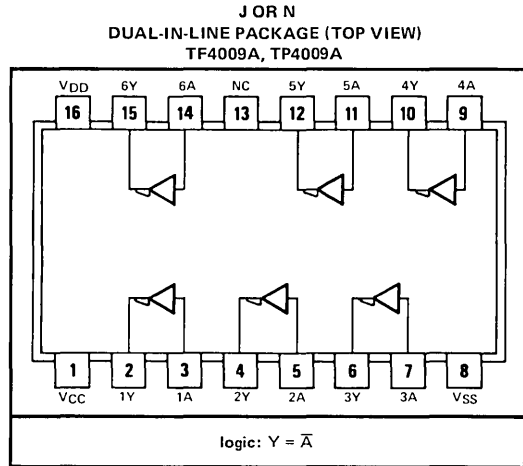 J OR N
DUAL-IN-LINE PACKAGE (TOP VIEW)
TF4009A, TP4009A
VDD 6Y 6A NC 5Y 5A 4Y 4A
16 15 14 13 12 11 10 9
1 2 3 4 5 6 7 8
VCC 1Y 1A 2Y 2A 3Y 3A VSS
logic: Y = A̅